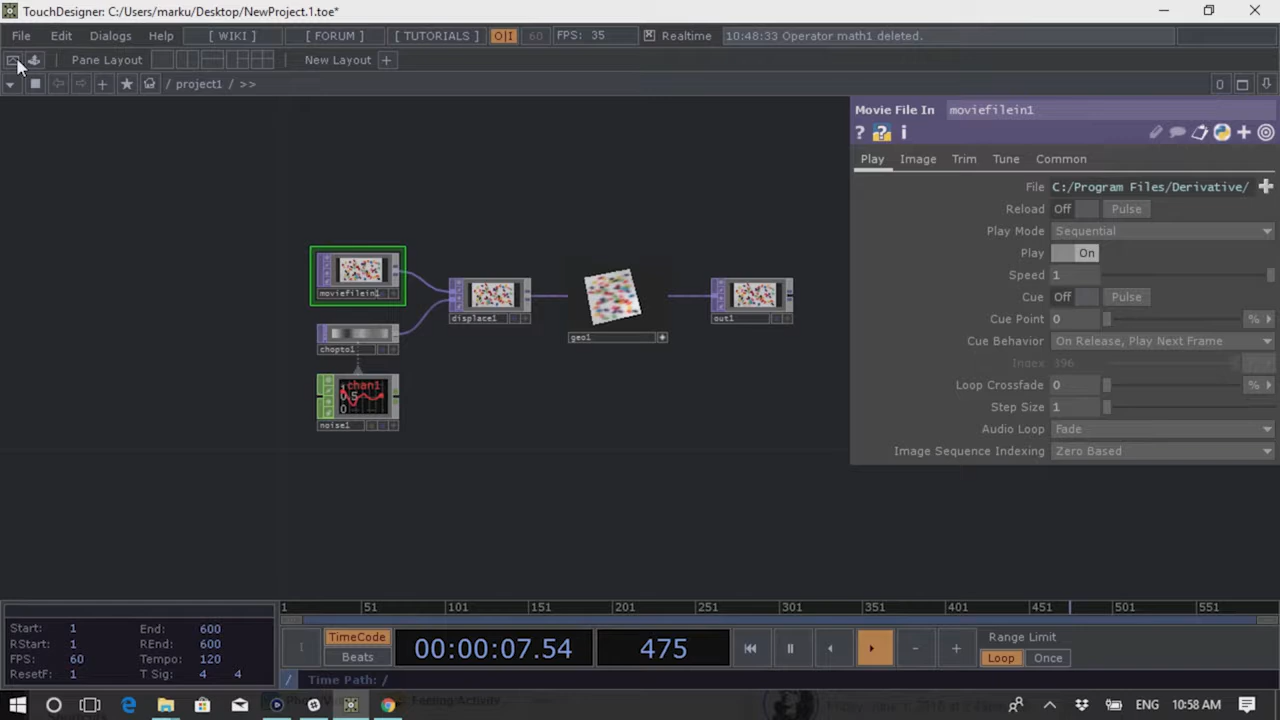 TouchDesigner: C:/Users/marku/Desktop/NewProject.1.toe*
File Edit Dialogs Help [ WIKI ] [ FORUM ] [ TUTORIALS ] O|I 60 FPS: 35 Realtime 10:48:33 Operator math1 deleted.
Pane Layout New Layout +
/ project1 / >> 0
Movie File In moviefilein1
? ? i
Play Image Trim Tune Common
File C:/Program Files/Derivative/
Reload Off Pulse
Play Mode Sequential
Play On
Speed 1
Cue Off Pulse
Cue Point 0 %
Cue Behavior On Release, Play Next Frame
Index 396
Loop Crossfade 0 %
Step Size 1
Audio Loop Fade
Image Sequence Indexing Zero Based
moviefilein1
displace1
geo1
out1
chopto1
chan1
noise1
1 51 101 151 201 251 301 351 401 451 501 551
Start: 1 End: 600
RStart: 1 REnd: 600
FPS: 60 Tempo: 120
ResetF: 1 T Sig: 4 4
TimeCode
Beats
00:00:07.54
475
Range Limit
Loop Once
/ Time Path: /
ENG 10:58 AM